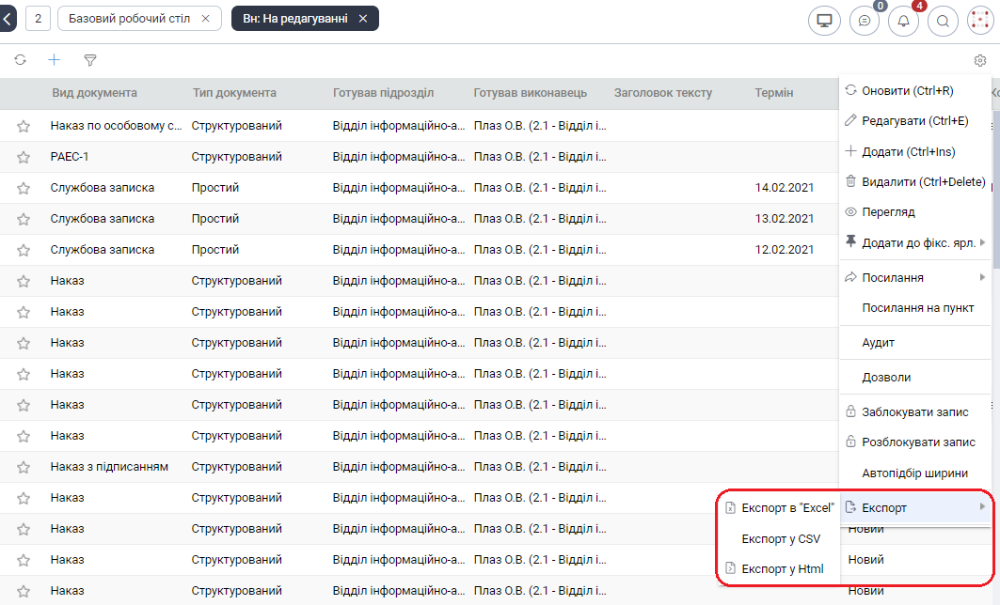 2 Базовий робочий стіл Вн: На редагуванні 0 4
Вид документа Тип документа Готував підрозділ Готував виконавець Заголовок тексту Термін
Наказ по особовому с... Структурований Відділ інформаційно-а... Плаз О.В. (2.1 - Відділ і...
РАЕС-1 Структурований Відділ інформаційно-а... Плаз О.В. (2.1 - Відділ і...
Службова записка Простий Відділ інформаційно-а... Плаз О.В. (2.1 - Відділ і... 14.02.2021
Службова записка Простий Відділ інформаційно-а... Плаз О.В. (2.1 - Відділ і... 13.02.2021
Службова записка Простий Відділ інформаційно-а... Плаз О.В. (2.1 - Відділ і... 12.02.2021
Наказ Структурований Відділ інформаційно-а... Плаз О.В. (2.1 - Відділ і...
Наказ Структурований Відділ інформаційно-а... Плаз О.В. (2.1 - Відділ і...
Наказ Структурований Відділ інформаційно-а... Плаз О.В. (2.1 - Відділ і...
Наказ Структурований Відділ інформаційно-а... Плаз О.В. (2.1 - Відділ і...
Наказ Структурований Відділ інформаційно-а... Плаз О.В. (2.1 - Відділ і...
Наказ Структурований Відділ інформаційно-а... Плаз О.В. (2.1 - Відділ і...
Наказ з підписанням Структурований Відділ інформаційно-а... Плаз О.В. (2.1 - Відділ і...
Наказ Структурований Відділ інформаційно-а... Плаз О.В. (2.1 - Відділ і...
Наказ Структурований Відділ інформаційно-а... Плаз О.В. (2.1 - Відділ і... Новий
Наказ Структурований Відділ інформаційно-а... Плаз О.В. (2.1 - Відділ і... Новий
Наказ Структурований Відділ інформаційно-а... Плаз О.В. (2.1 - Відділ і... Новий
Оновити (Ctrl+R)
Редагувати (Ctrl+E)
Додати (Ctrl+Ins)
Видалити (Ctrl+Delete)
Перегляд
Додати до фікс. ярл.
Посилання
Посилання на пункт
Аудит
Дозволи
Заблокувати запис
Розблокувати запис
Автопідбір ширини
Експорт
Експорт в "Excel"
Експорт у CSV
Експорт у Html